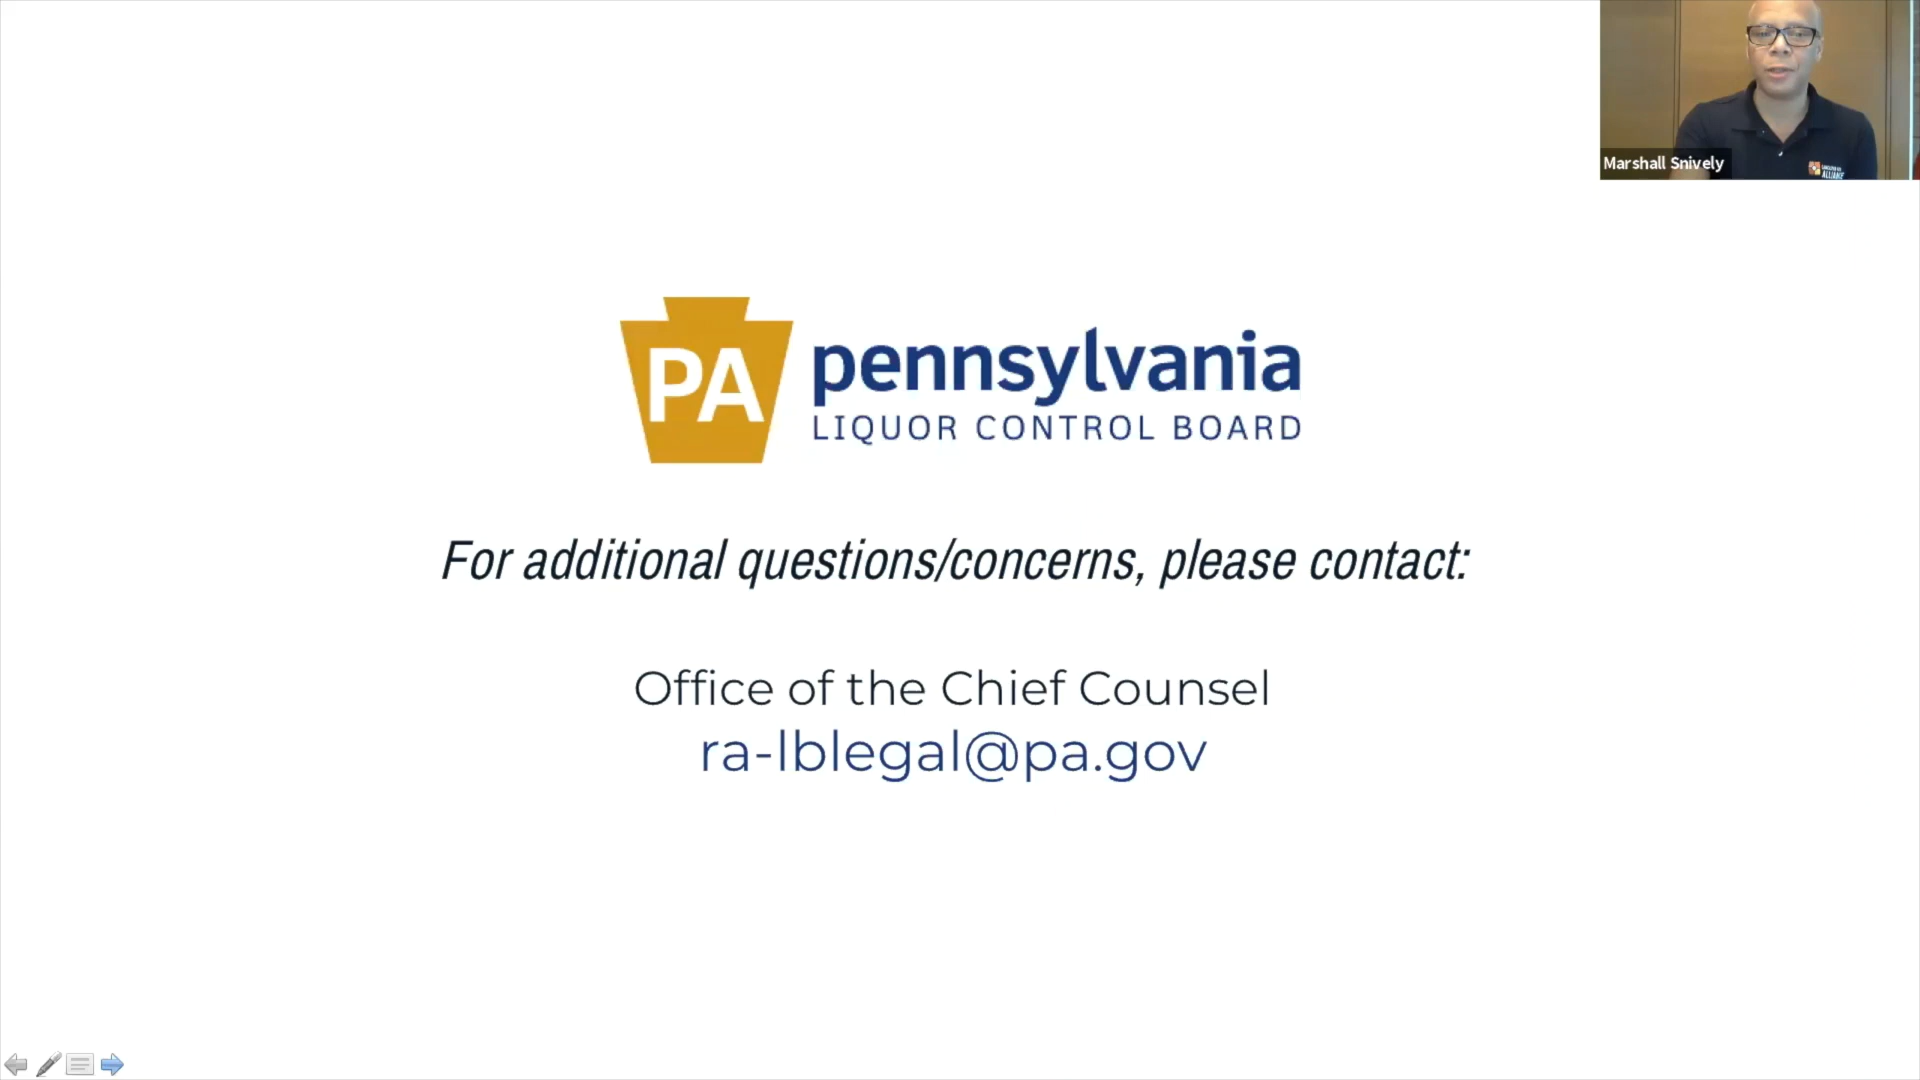 Marshall Snively
ALLIANCE
PA
pennsylvania
LIQUOR CONTROL BOARD
For additional questions/concerns, please contact:
Office of the Chief Counsel
ra-lblegal@pa.gov